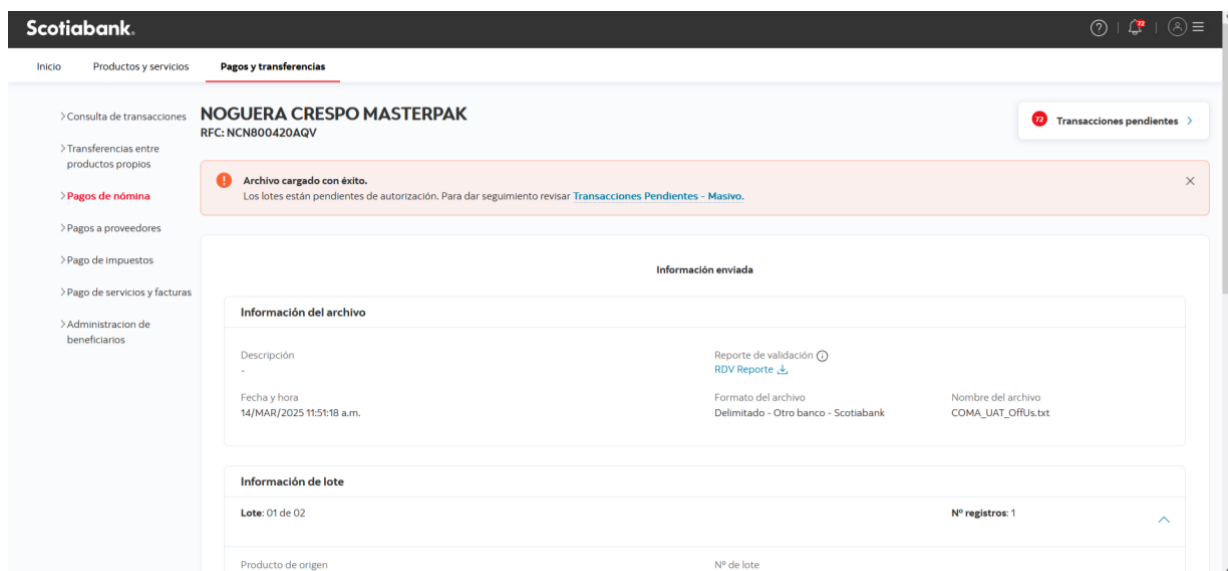 Scotiabank.
72
Inicio Productos y servicios Pagos y transferencias
Consulta de transacciones
Transferencias entre
productos propios
Pagos de nómina
Pagos a proveedores
Pago de impuestos
Pago de servicios y facturas
Administracion de
beneficiarios
NOGUERA CRESPO MASTERPAK
RFC: NCN800420AQV
72 Transacciones pendientes
Archivo cargado con éxito.
Los lotes están pendientes de autorización. Para dar seguimiento revisar Transacciones Pendientes - Masivo.
Información enviada
Información del archivo
Descripción
-
Reporte de validación
RDV Reporte
Fecha y hora
14/MAR/2025 11:51:18 a.m.
Formato del archivo
Delimitado - Otro banco - Scotiabank
Nombre del archivo
COMA_UAT_OffUs.txt
Información de lote
Lote: 01 de 02
Nº registros: 1
Producto de origen
Nº de lote